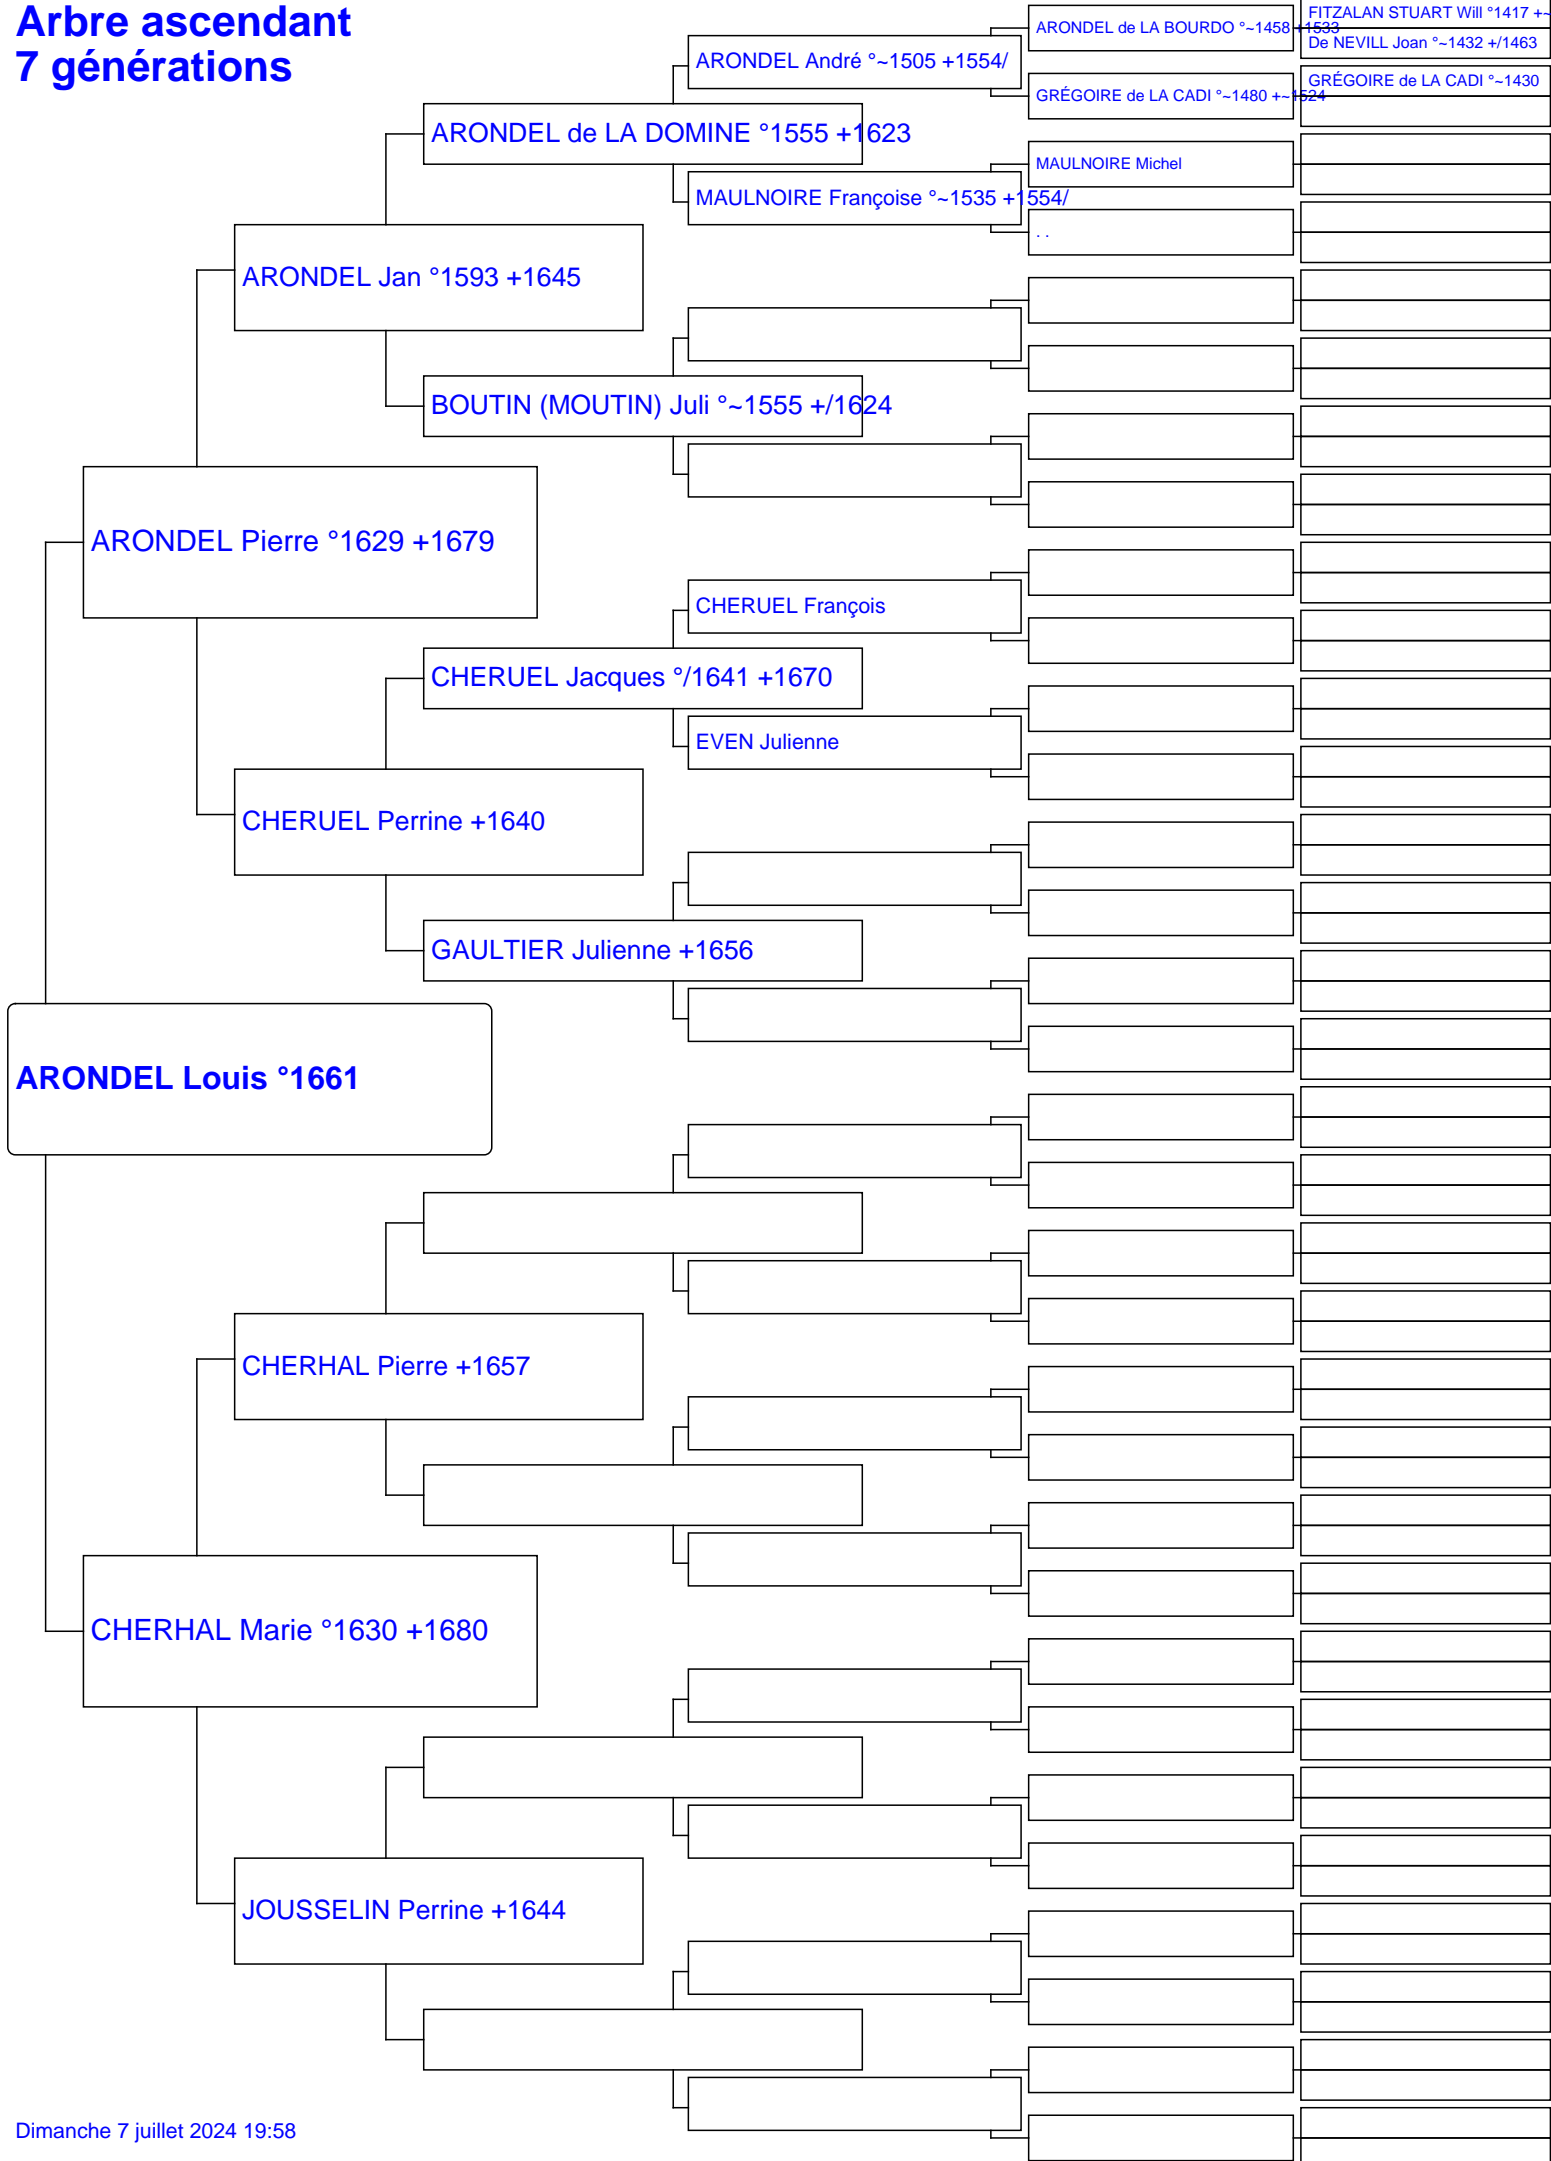 Arbre ascendant
7 générations
FITZALAN STUART Will °1417 +~
ARONDEL de LA BOURDO °~1458 +1533
De NEVILL Joan °~1432 +/1463
ARONDEL André °~1505 +1554/
GRÉGOIRE de LA CADI °~1430
GRÉGOIRE de LA CADI °~1480 +~1524
ARONDEL de LA DOMINE °1555 +1623
MAULNOIRE Michel
MAULNOIRE Françoise °~1535 +1554/
. .
ARONDEL Jan °1593 +1645
BOUTIN (MOUTIN) Juli °~1555 +/1624
ARONDEL Pierre °1629 +1679
CHERUEL François
CHERUEL Jacques °/1641 +1670
EVEN Julienne
CHERUEL Perrine +1640
GAULTIER Julienne +1656
ARONDEL Louis °1661
CHERHAL Pierre +1657
CHERHAL Marie °1630 +1680
JOUSSELIN Perrine +1644
Dimanche 7 juillet 2024 19:58